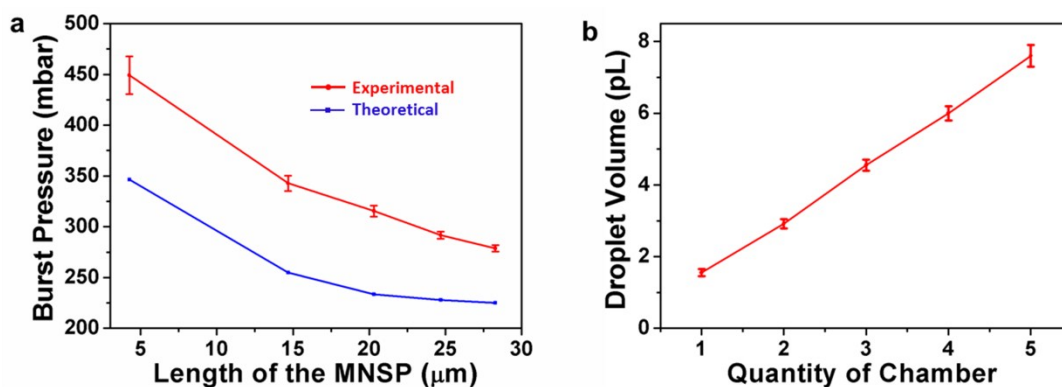 a
500
450
400
350
300
250
200
Burst Pressure (mbar)
Experimental
Theoretical
5 10 15 20 25 30
Length of the MNSP (μm)
b
8
6
4
2
0
Droplet Volume (pL)
1 2 3 4 5
Quantity of Chamber